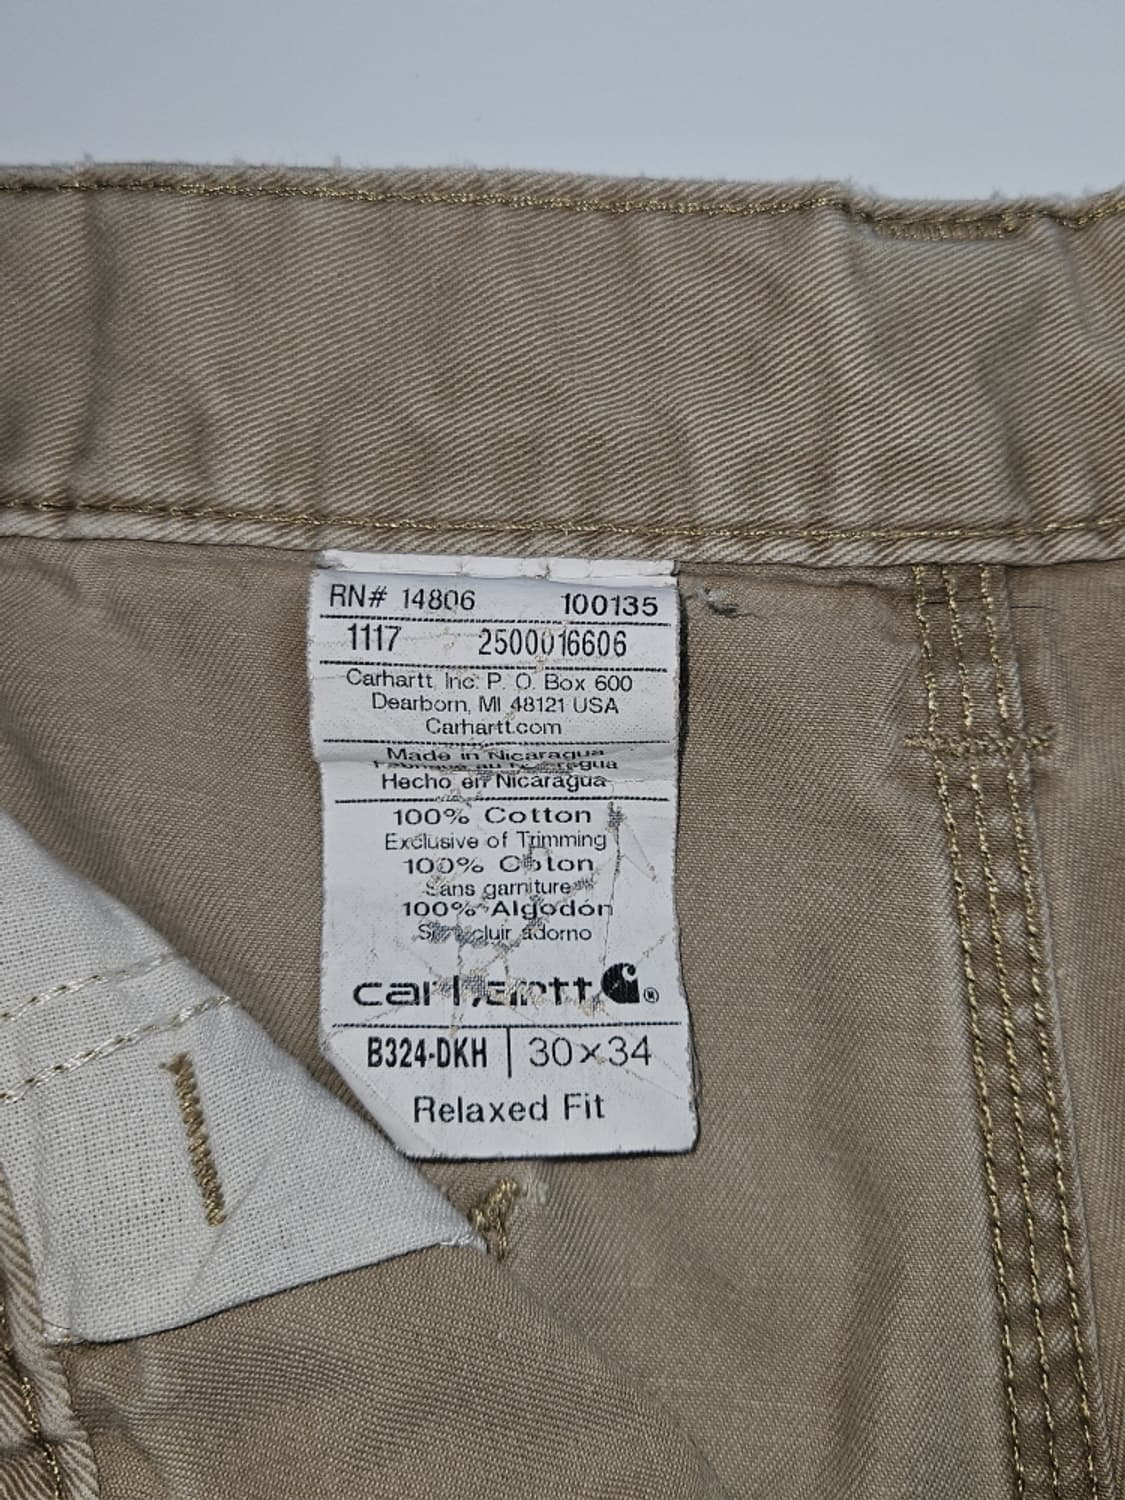 RN# 14806 100135
1117 2500016606
Carhartt, Inc. P. O. Box 600
Dearborn, MI 48121 USA
Carhartt.com
Made in Nicaragua
Hecho en Nicaragua
100% Cotton
Exclusive of Trimming
100% Coton
Sans garniture
100% Algodón
adorno
carhartt ®
B324-DKH | 30x34
Relaxed Fit